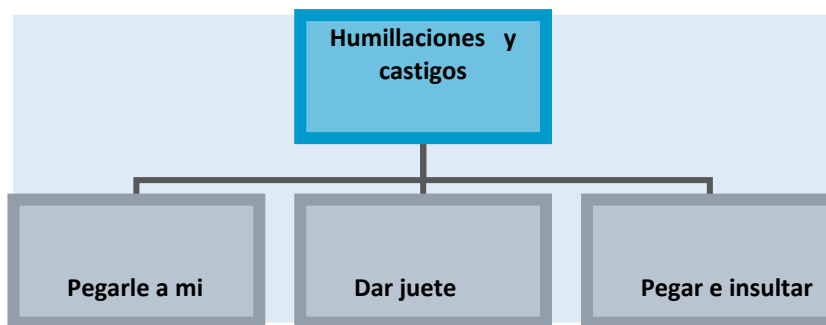 Humillaciones y
castigos
Pegarle a mi
Dar juete
Pegar e insultar